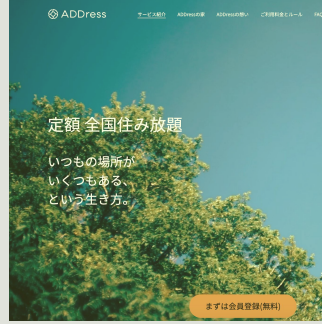 ADDress
サービス紹介
ADDressの家
ADDressの想い
ご利用料金とルール
FAQ
定額 全国住み放題
いつもの場所が
いくつもある、
という生き方。
まずは会員登録(無料)